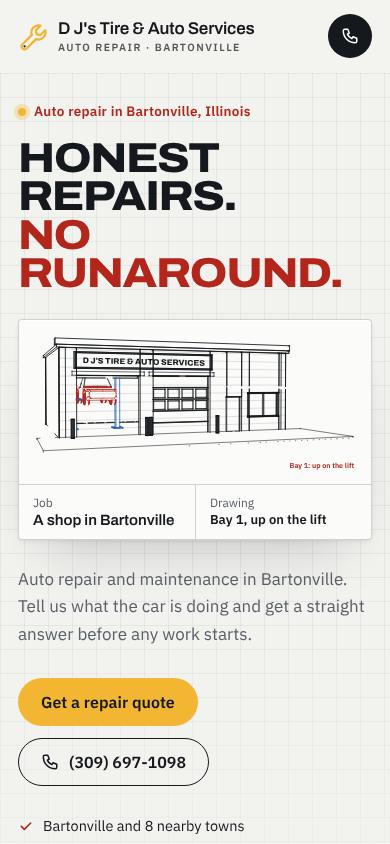 D J's Tire & Auto Services
AUTO REPAIR · BARTONVILLE
Auto repair in Bartonville, Illinois
HONEST
REPAIRS.
NO
RUNAROUND.
D J'S TIRE & AUTO SERVICES
Bay 1: up on the lift
Job
A shop in Bartonville
Drawing
Bay 1, up on the lift
Auto repair and maintenance in Bartonville.
Tell us what the car is doing and get a straight
answer before any work starts.
Get a repair quote
(309) 697-1098
Bartonville and 8 nearby towns